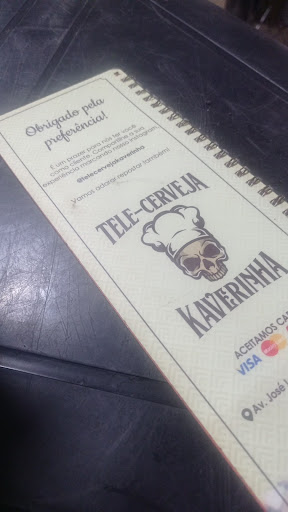 Obrigado pela
preferência!
É um prazer para nós ter você
como cliente. Compartilhe a sua
experiência marcando nosso instagram
@telecervejakaverinha
Vamos adorar repostar também!
TELE-CERVEJA
KAVERINHA
ACEITAMOS
VISA
Av. José